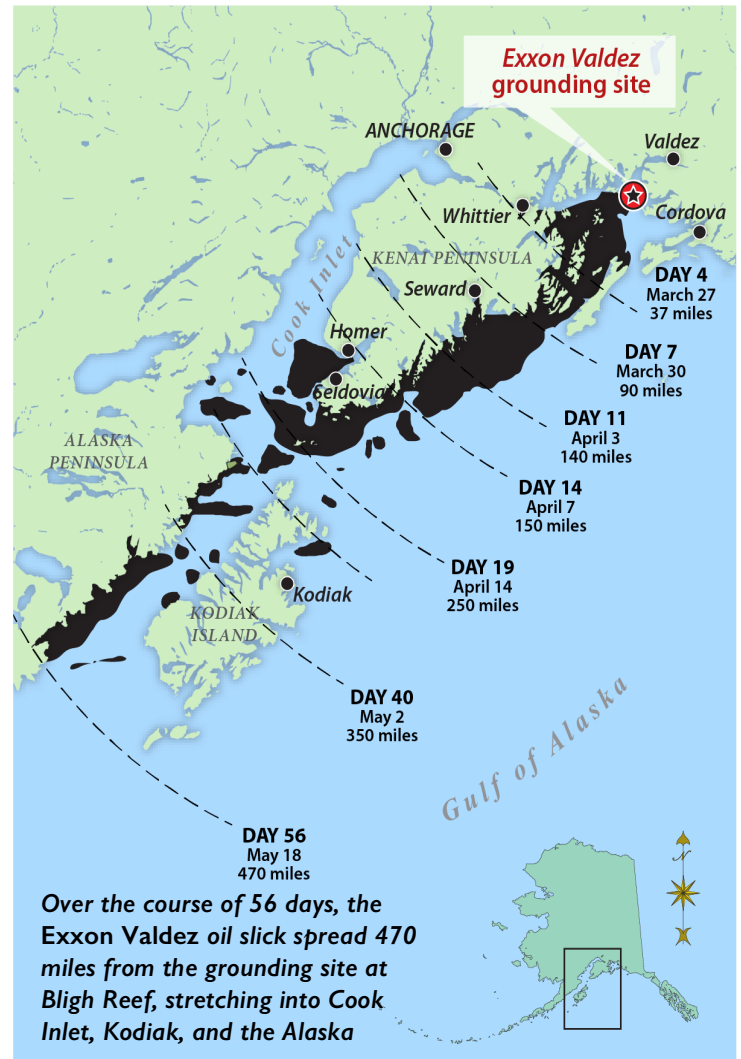 Exxon Valdez
grounding site
ANCHORAGE
Valdez
Whittier
Cordova
Cook Inlet
KENAI PENINSULA
Seward
DAY 4
March 27
37 miles
Homer
DAY 7
March 30
90 miles
Seldovia
DAY 11
April 3
140 miles
ALASKA
PENINSULA
DAY 14
April 7
150 miles
DAY 19
April 14
250 miles
Kodiak
KODIAK
ISLAND
DAY 40
May 2
350 miles
Gulf of Alaska
DAY 56
May 18
470 miles
N
Over the course of 56 days, the
Exxon Valdez oil slick spread 470
miles from the grounding site at
Bligh Reef, stretching into Cook
Inlet, Kodiak, and the Alaska